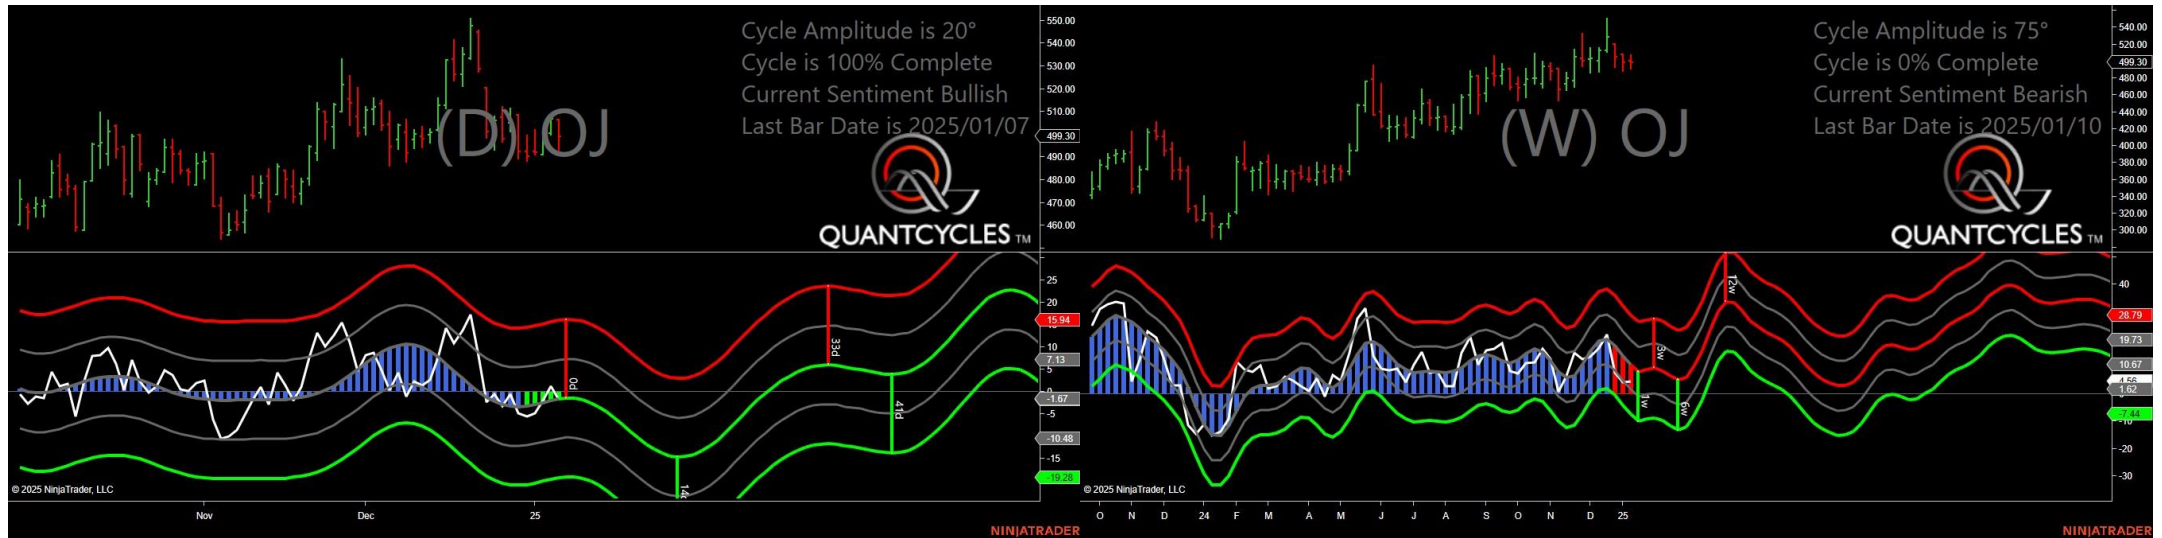 Cycle Amplitude is 20°
Cycle is 100% Complete
Current Sentiment Bullish
Last Bar Date is 2025/01/07
(D) OJ
QUANTCYCLES TM
550.00
540.00
530.00
520.00
510.00
499.30
490.00
480.00
470.00
460.00
25
20
15.94
10
7.13
5
0
-1.67
-5
-10.48
-15
-19.28
0d
33d
41d
© 2025 NinjaTrader, LLC
Nov
Dec
25
NINJATRADER
Cycle Amplitude is 75°
Cycle is 0% Complete
Current Sentiment Bearish
Last Bar Date is 2025/01/10
(W) OJ
QUANTCYCLES TM
540.00
520.00
499.30
480.00
460.00
440.00
420.00
400.00
380.00
360.00
340.00
320.00
300.00
40
28.79
19.73
10.67
4.56
1.62
-7.44
-10
-20
-30
12w
3w
1w
6w
© 2025 NinjaTrader, LLC
O N D 24 F M A M J J A S O N D 25
NINJATRADER